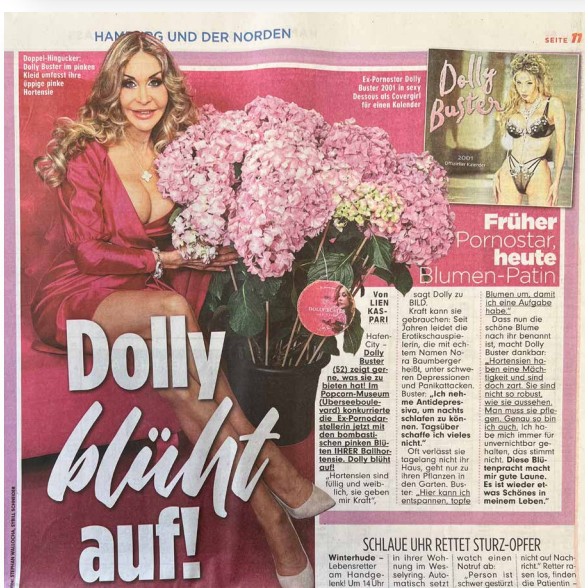 HAMBURG UND DER NORDEN
SEITE 11
Doppel-Hingucker:
Dolly Buster im pinken
Kleid umfasst ihre
üppige pinke
Hortensie
Ex-Pornostar Dolly
Buster 2001 in sexy
Dessous als Covergirl
für einen Kalender
Dolly
Buster
2001
Offizieller Kalender
Früher
Pornostar,
heute
Blumen-Patin
Dolly
blüht
auf!
DOLLY BUSTER
Von
LIEN
KAS-
PARI
Hafen-
City –
Dolly
Buster
(52) zeigt ger-
ne, was sie zu
bieten hat! Im
Popcorn-Museum
(Überseeboule-
vard) konkurrierte
die Ex-Pornodar-
stellerin jetzt mit
den bombasti-
schen pinken Blü-
ten IHRER Ballhor-
tensie. Dolly blüht
auf!
„Hortensien sind
füllig und weib-
lich, sie geben
mir Kraft",
sagt Dolly zu
BILD.
Kraft kann sie
gebrauchen: Seit
Jahren leidet die
Erotikschauspie-
lerin, die mit ech-
tem Namen No-
ra Baumberger
heißt, unter schwe-
ren Depressionen
und Panikattacken.
Buster: „Ich neh-
me Antidepres-
siva, um nachts
schlafen zu kön-
nen. Tagsüber
schaffe ich vieles
nicht."
Oft verlässt sie
tagelang nicht ihr
Haus, geht nur zu
ihren Pflanzen in
den Garten. Bus-
ter: „Hier kann ich
entspannen, topfe
Blumen um, damit
ich eine Aufgabe
habe."
Dass nun die
schöne Blume
nach ihr benannt
ist, macht Dolly
Buster dankbar:
„Hortensien ha-
ben eine Mäch-
tigkeit und sind
doch zart. Sie sind
nicht so robust,
wie sie aussehen.
Man muss sie pfle-
gen. Genau so bin
ich auch. Ich ha-
be mich immer für
unvernichtbar ge-
halten, das stimmt
nicht. Diese Blü-
tenpracht macht
mir gute Laune.
Es ist wieder et-
was Schönes in
meinem Leben."
Foto: STEPHAN WALLOCHA, SYBILL SCHNEIDER
SCHLAUE UHR RETTET STURZ-OPFER
Winterhude –
Lebensretter
am Handge-
lenk! Um 14 Uhr
in ihrer Woh-
nung im Wes-
selyring. Auto-
matisch setzt
watch einen
Notruf ab:
„Person ist
schwer gestürzt
nicht auf Nach-
richt." Retter ra-
sen los, finden
die Patientin –